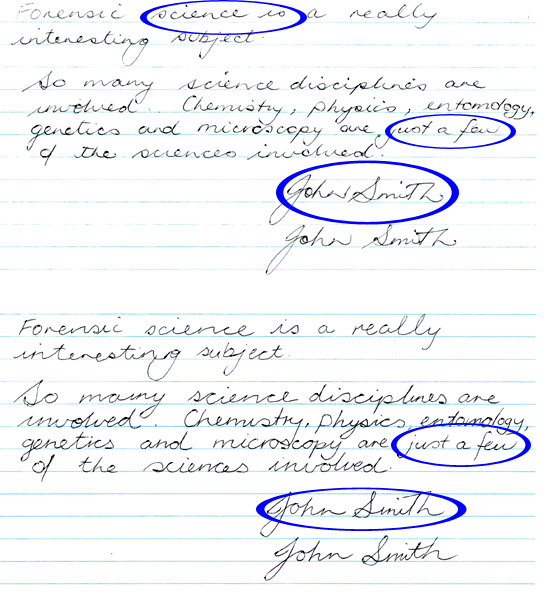 Forensic science is a really
interesting subject.
So many science disciplines are
involved. Chemistry, physics, entomology,
genetics and microscopy are just a few
of the sciences involved.
John Smith
John Smith
Forensic science is a really
interesting subject.
So many science disciplines are
involved. Chemistry, physics, entomology,
genetics and microscopy are just a few
of the sciences involved.
John Smith
John Smith